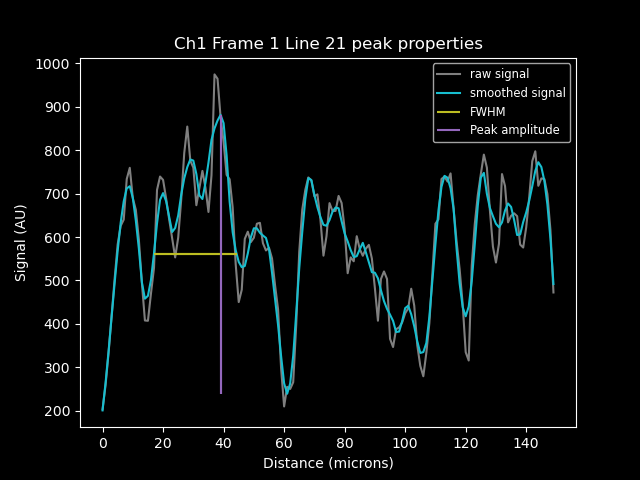 Ch1 Frame 1 Line 21 peak properties
raw signal
smoothed signal
FWHM
Peak amplitude
1000
900
800
700
600
500
400
300
200
Signal (AU)
0 20 40 60 80 100 120 140
Distance (microns)